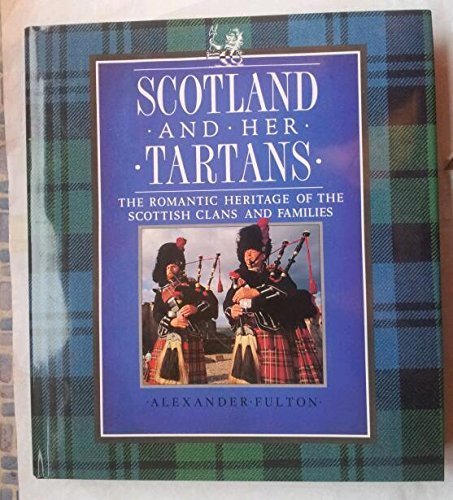 SCOTLAND
·AND·HER·
·TARTANS·
THE ROMANTIC HERITAGE OF THE
SCOTTISH CLANS AND FAMILIES
·ALEXANDER·FULTON·